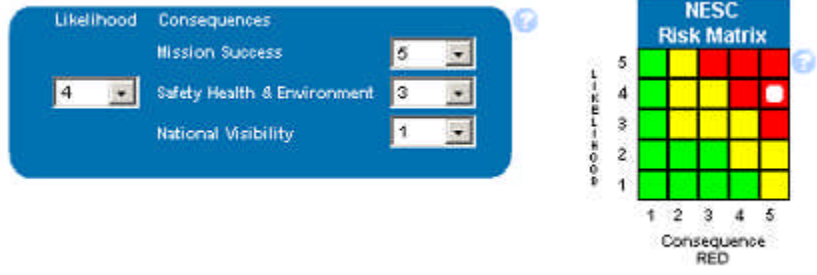 Likelihood Consequences
Mission Success 5
4 Safety Health & Environment 3
National Visibility 1
?
NESC
Risk Matrix
?
LIKELIHOOD
5
4
3
2
1
1 2 3 4 5
Consequence
RED